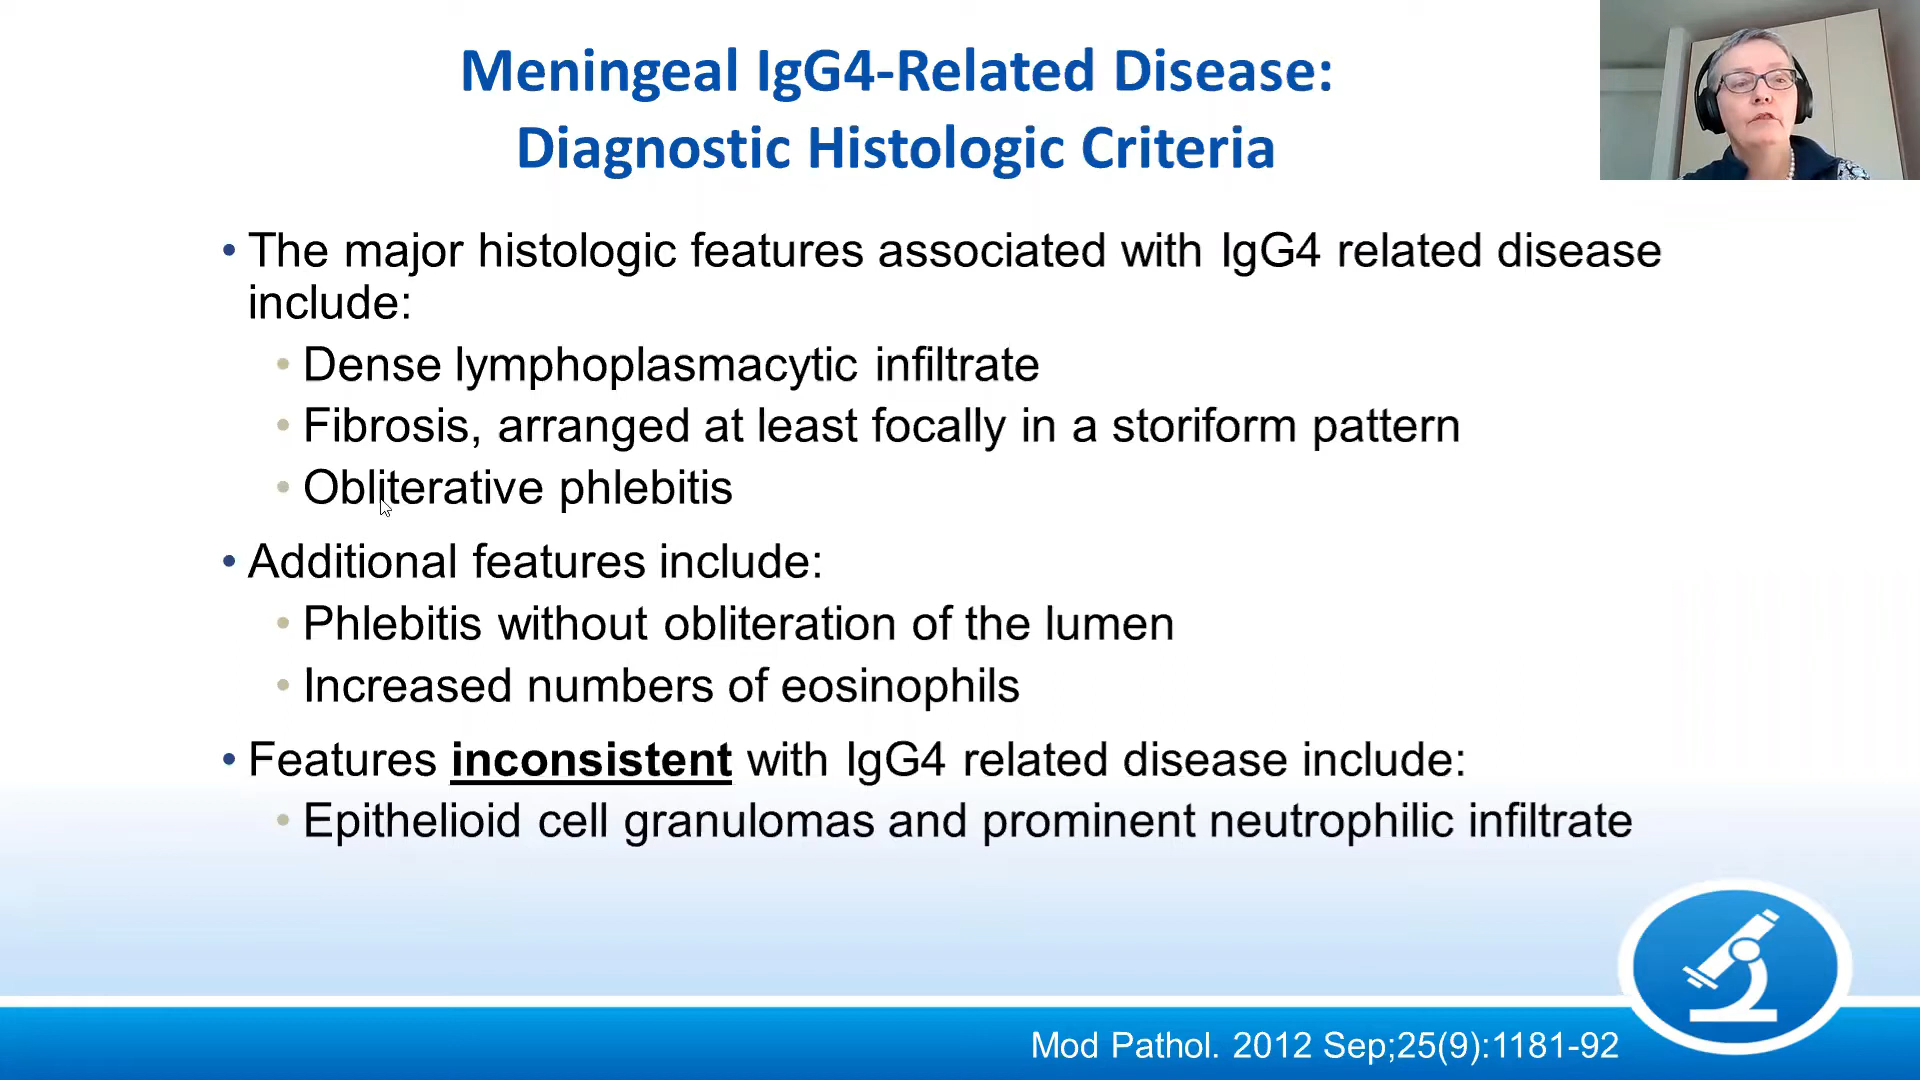 Meningeal IgG4-Related Disease:
Diagnostic Histologic Criteria
• The major histologic features associated with IgG4 related disease
include:
• Dense lymphoplasmacytic infiltrate
• Fibrosis, arranged at least focally in a storiform pattern
• Obliterative phlebitis
• Additional features include:
• Phlebitis without obliteration of the lumen
• Increased numbers of eosinophils
• Features inconsistent with IgG4 related disease include:
• Epithelioid cell granulomas and prominent neutrophilic infiltrate
Mod Pathol. 2012 Sep;25(9):1181-92